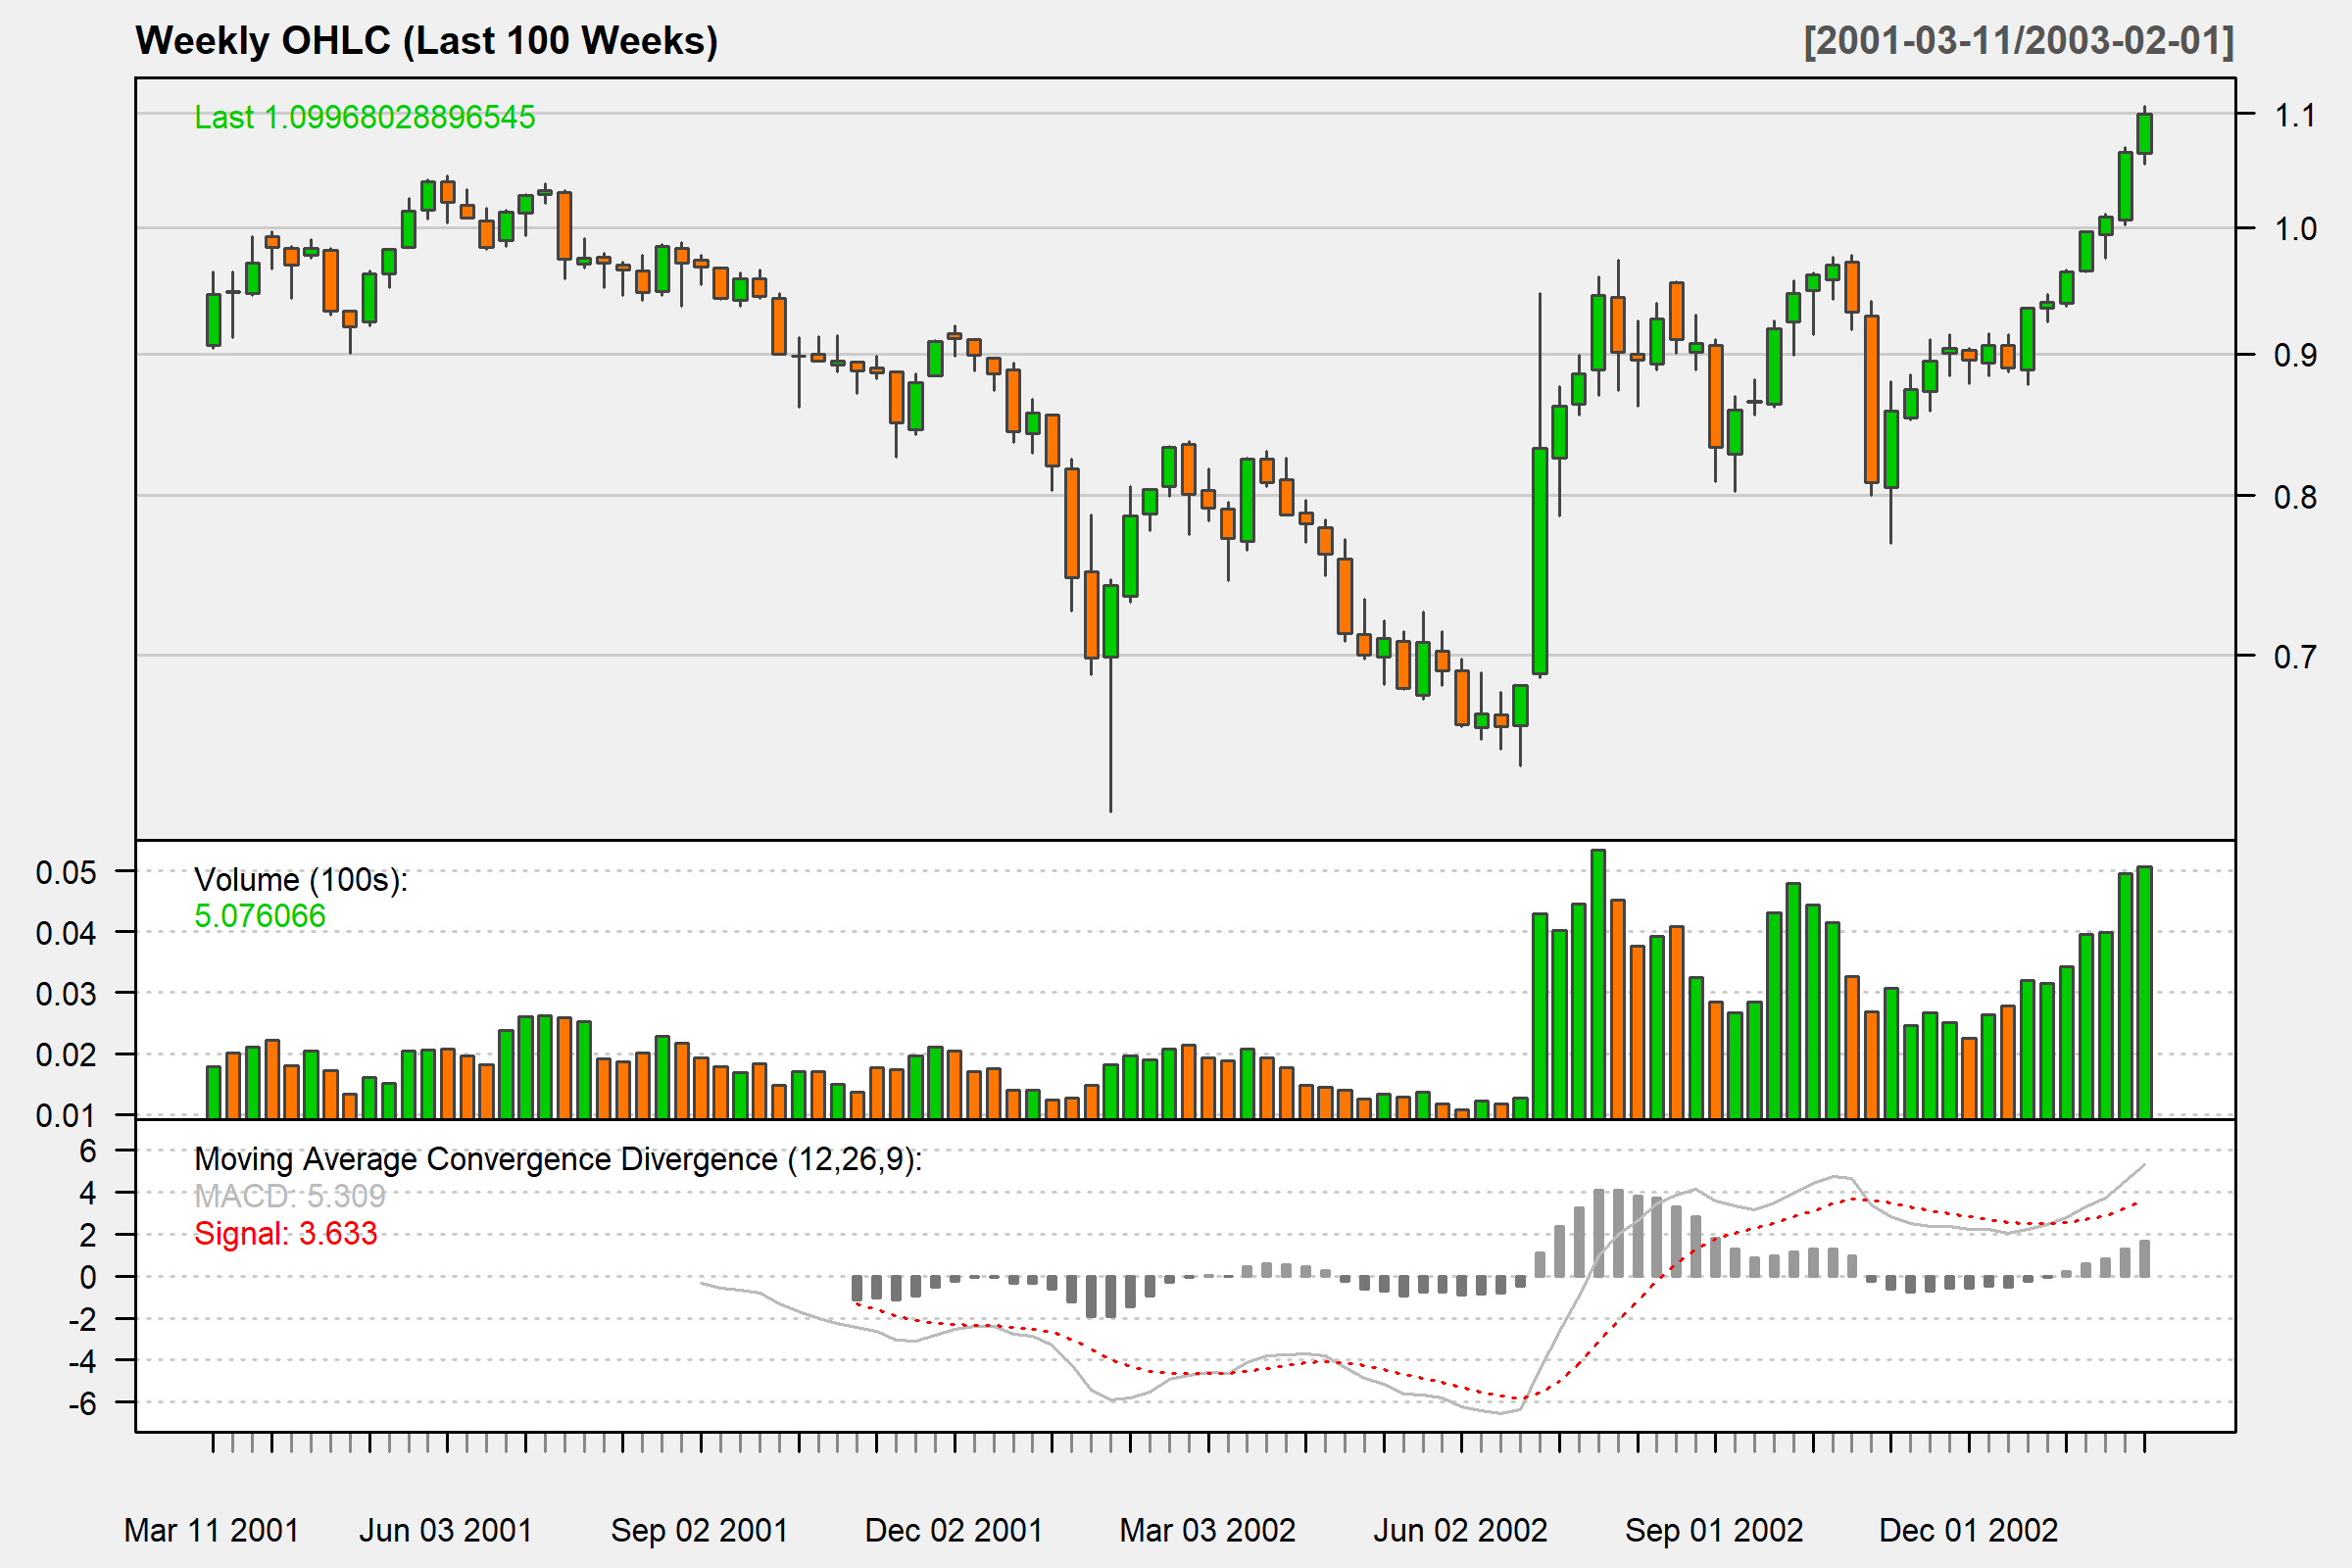 Weekly OHLC (Last 100 Weeks)
[2001-03-11/2003-02-01]
Last 1.09968028896545
1.1
1.0
0.9
0.8
0.7
Volume (100s):
5.076066
0.05
0.04
0.03
0.02
0.01
Moving Average Convergence Divergence (12,26,9):
MACD: 5.309
Signal: 3.633
6
4
2
0
-2
-4
-6
Mar 11 2001 Jun 03 2001 Sep 02 2001 Dec 02 2001 Mar 03 2002 Jun 02 2002 Sep 01 2002 Dec 01 2002